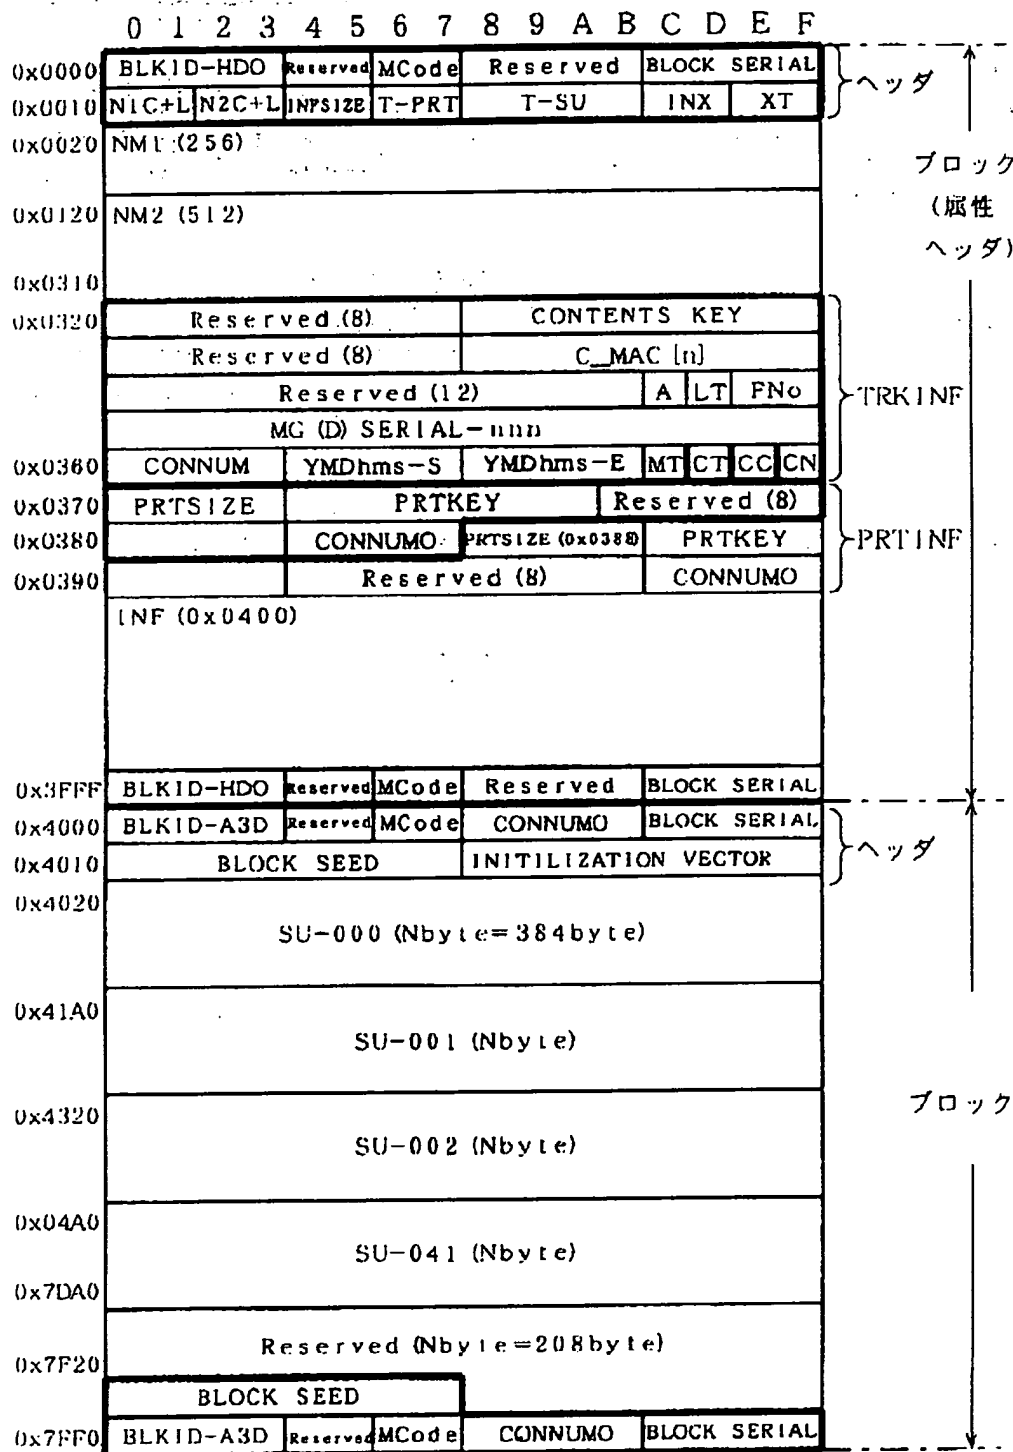 0 1 2 3 4 5 6 7 8 9 A B C D E F
0x0000 BLKID-HD0 Reserved MCode Reserved BLOCK SERIAL ヘッダ
0x0010 N1C+L N2C+L INFSIZE T-PRT T-SU INX XT
0x0020 NM1 (256)
ブロック
(属性
ヘッダ)
0x0120 NM2 (512)
0x0310
0x0320 Reserved (8) CONTENTS KEY
Reserved (8) C_MAC [n]
Reserved (12) A LT FNo TRKINF
MG (D) SERIAL-nnn
0x0360 CONNUM YMDhms-S YMDhms-E MT CT CC CN
0x0370 PRTSIZE PRTKEY Reserved (8)
0x0380 CONNUM0 PRTSIZE (0x0388) PRTKEY PRTINF
0x0390 Reserved (8) CONNUM0
INF (0x0400)
0x3FFF BLKID-HD0 Reserved MCode Reserved BLOCK SERIAL
0x4000 BLKID-A3D Reserved MCode CONNUM0 BLOCK SERIAL ヘッダ
0x4010 BLOCK SEED INITILIZATION VECTOR
0x4020
SU-000 (Nbyte=384byte)
0x41A0
SU-001 (Nbyte)
0x4320
ブロック
SU-002 (Nbyte)
0x04A0
SU-041 (Nbyte)
0x7DA0
Reserved (Nbyte=208byte)
0x7F20
BLOCK SEED
0x7FF0 BLKID-A3D Reserved MCode CONNUM0 BLOCK SERIAL